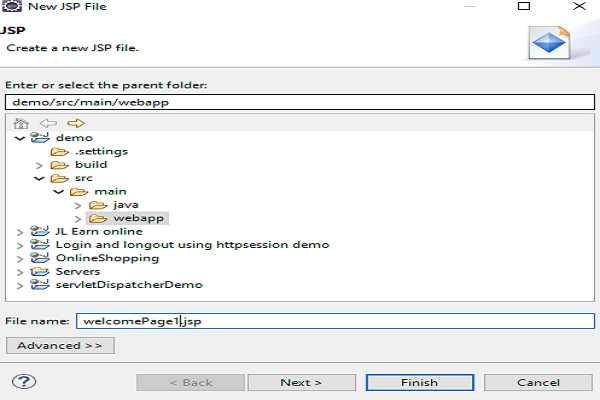 New JSP File
JSP
Create a new JSP file.
Enter or select the parent folder:
demo/src/main/webapp
demo
.settings
build
src
main
java
webapp
JL Earn online
Login and longout using httpsession demo
OnlineShopping
Servers
servletDispatcherDemo
File name: welcomePage1.jsp
Advanced >>
? < Back Next > Finish Cancel